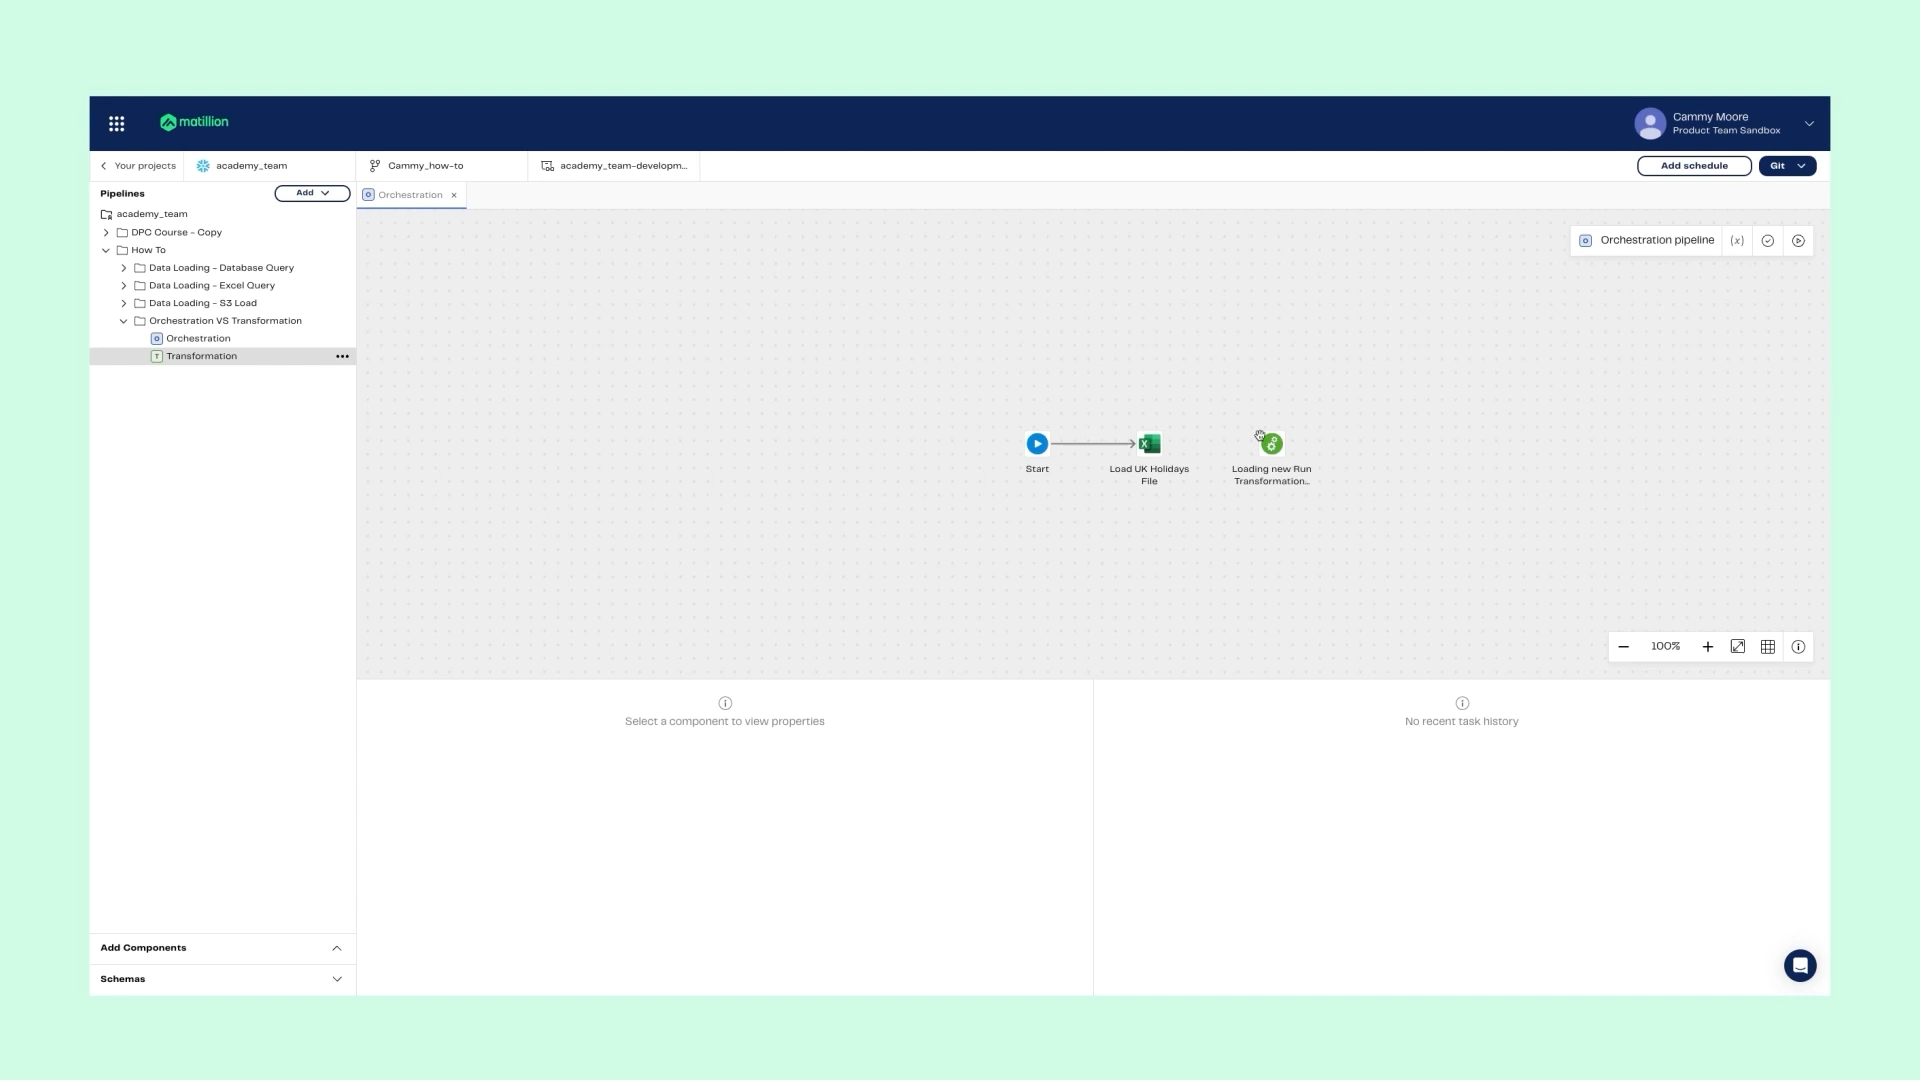 matillion
Cammy Moore
Product Team Sandbox
Your projects
academy_team
Cammy_how-to
academy_team-developm...
Add schedule
Git
Pipelines
Add
Orchestration
academy_team
DPC Course - Copy
How To
Data Loading - Database Query
Data Loading - Excel Query
Data Loading - S3 Load
Orchestration VS Transformation
O Orchestration
T Transformation
Orchestration pipeline
(x)
Start
Load UK Holidays
File
Loading new Run
Transformation...
100%
Select a component to view properties
No recent task history
Add Components
Schemas